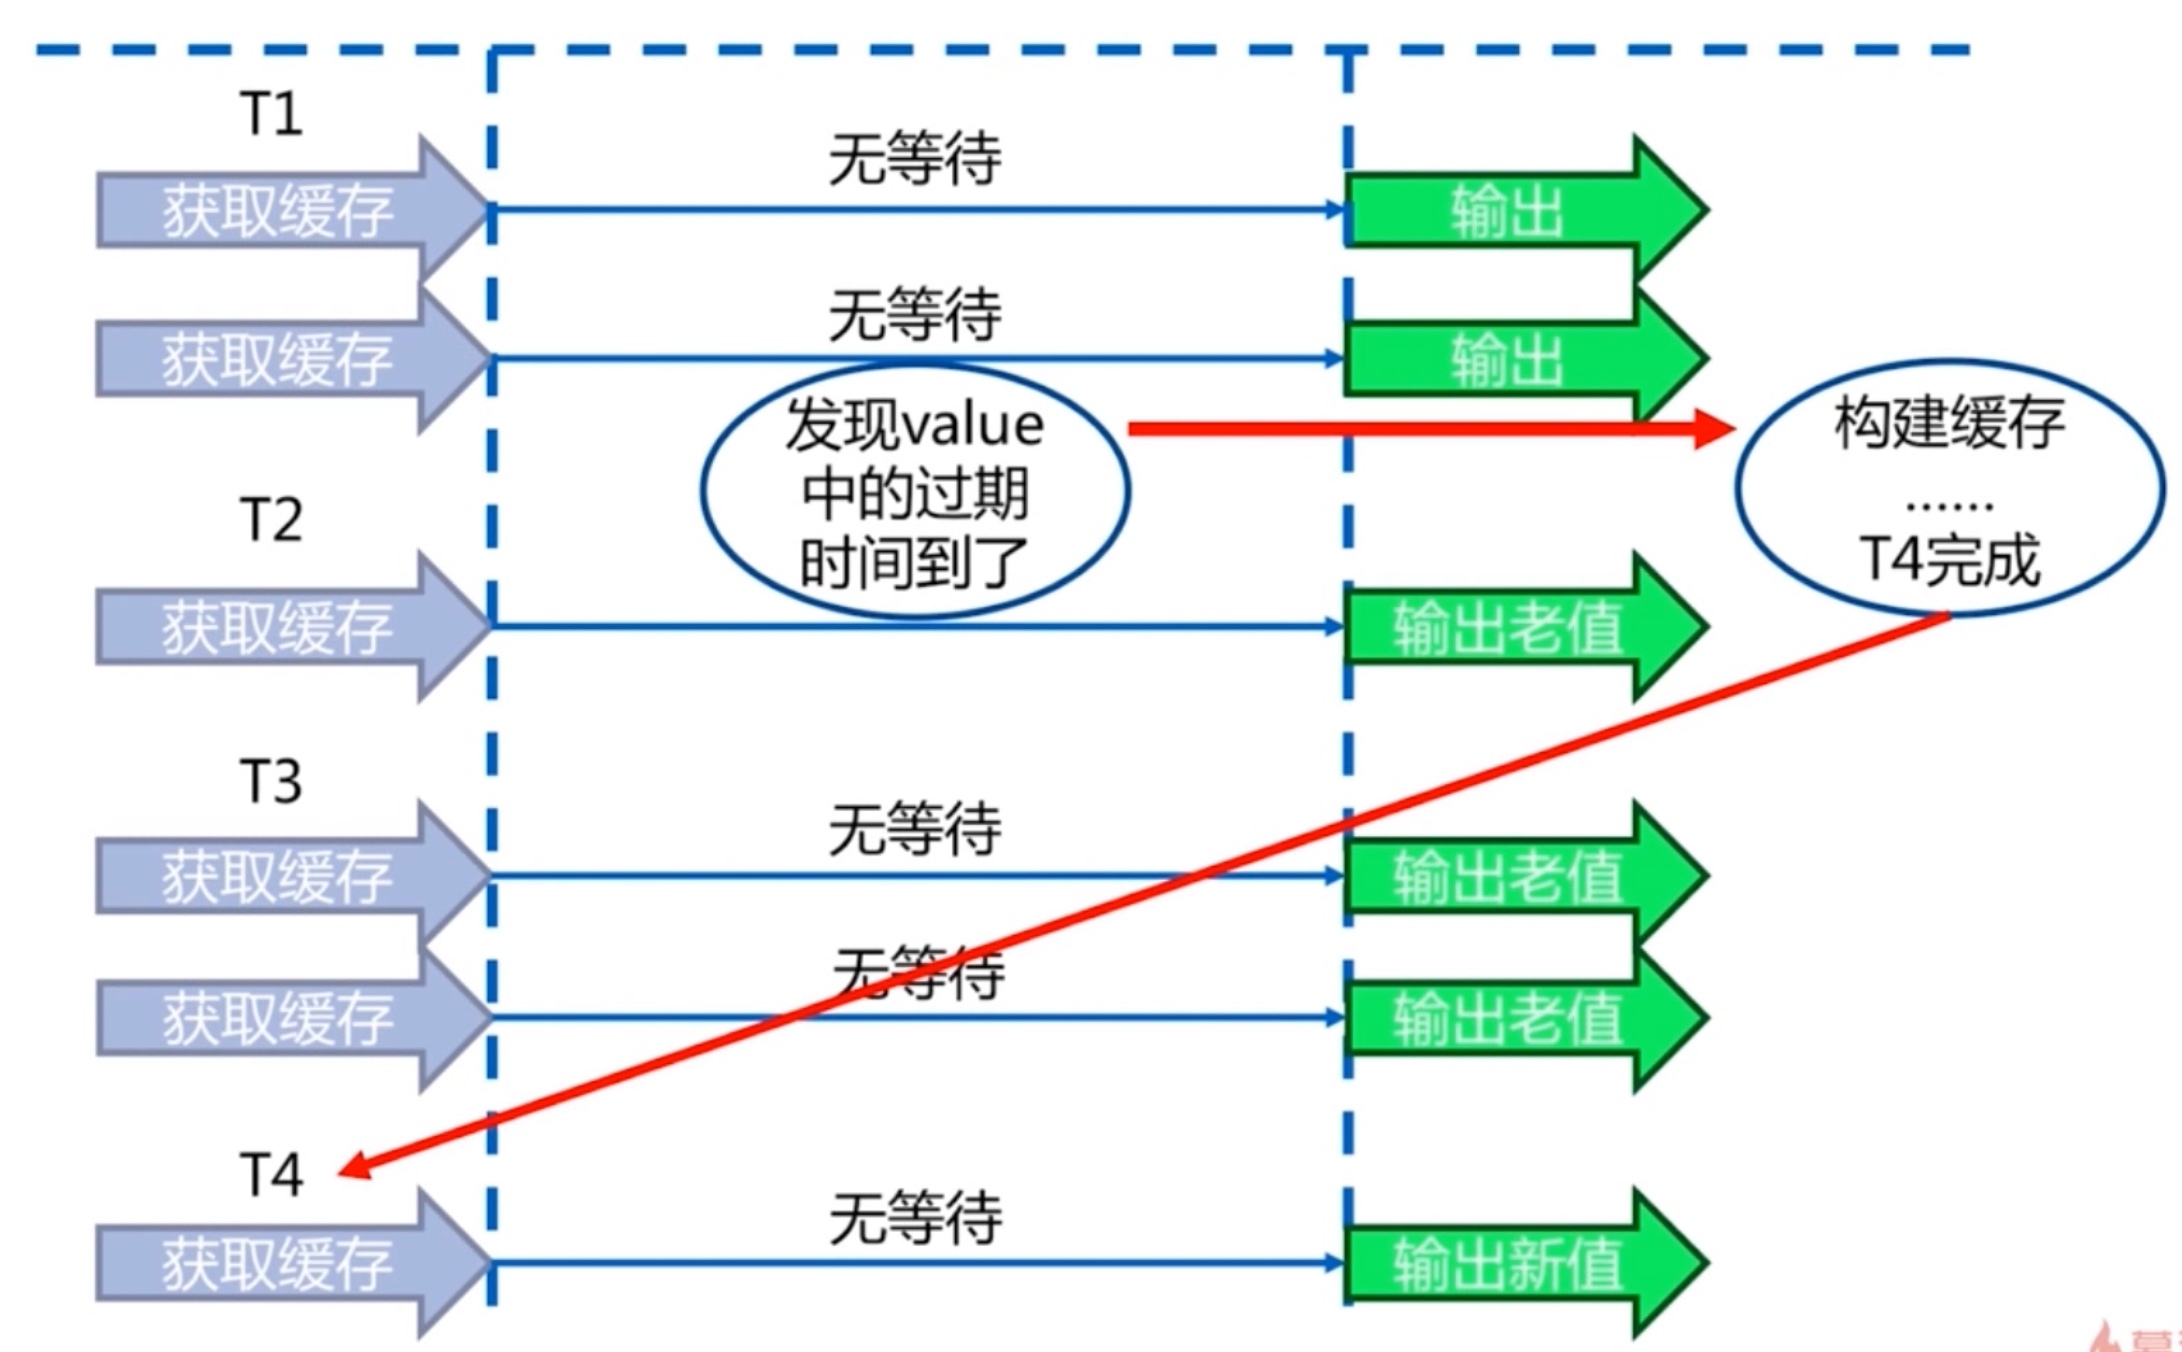 T1
获取缓存
无等待
输出
获取缓存
无等待
输出
发现value
中的过期
时间到了
构建缓存
......
T4完成
T2
获取缓存
输出老值
T3
获取缓存
无等待
输出老值
获取缓存
无等待
输出老值
T4
获取缓存
无等待
输出新值